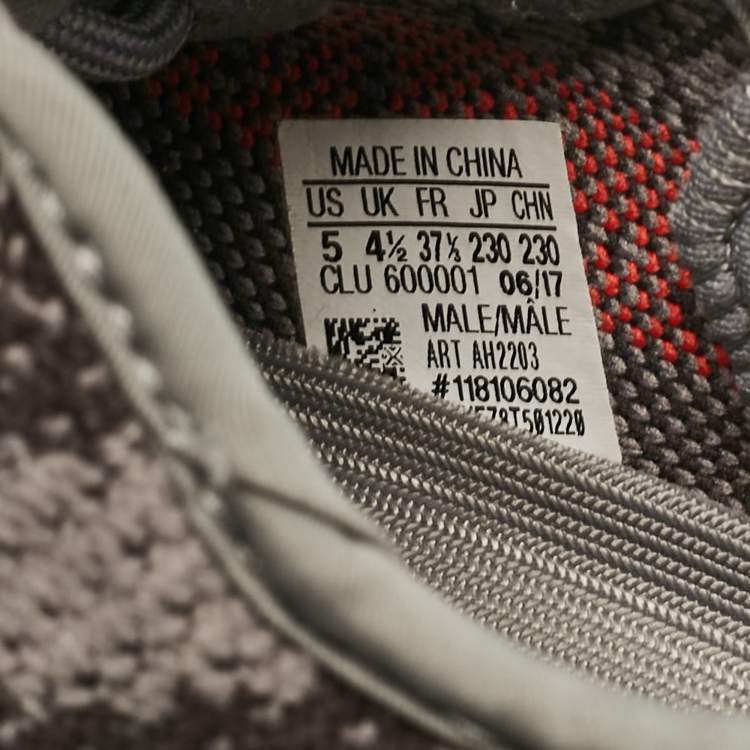 MADE IN CHINA
US UK FR JP CHN
5 4½ 37⅓ 230 230
CLU 600001 06/17
MALE/MÂLE
ART AH2203
#118106082